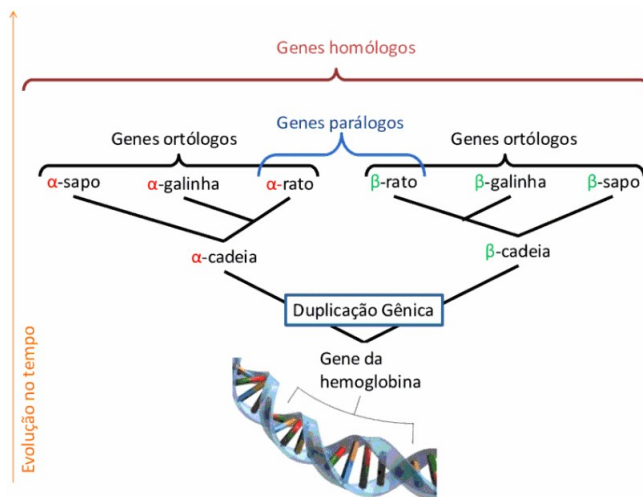 Genes homólogos
Genes parálogos
Genes ortólogos
Genes ortólogos
α-sapo
α-galinha
α-rato
β-rato
β-galinha
β-sapo
α-cadeia
β-cadeia
Duplicação Gênica
Gene da
hemoglobina
Evolução no tempo